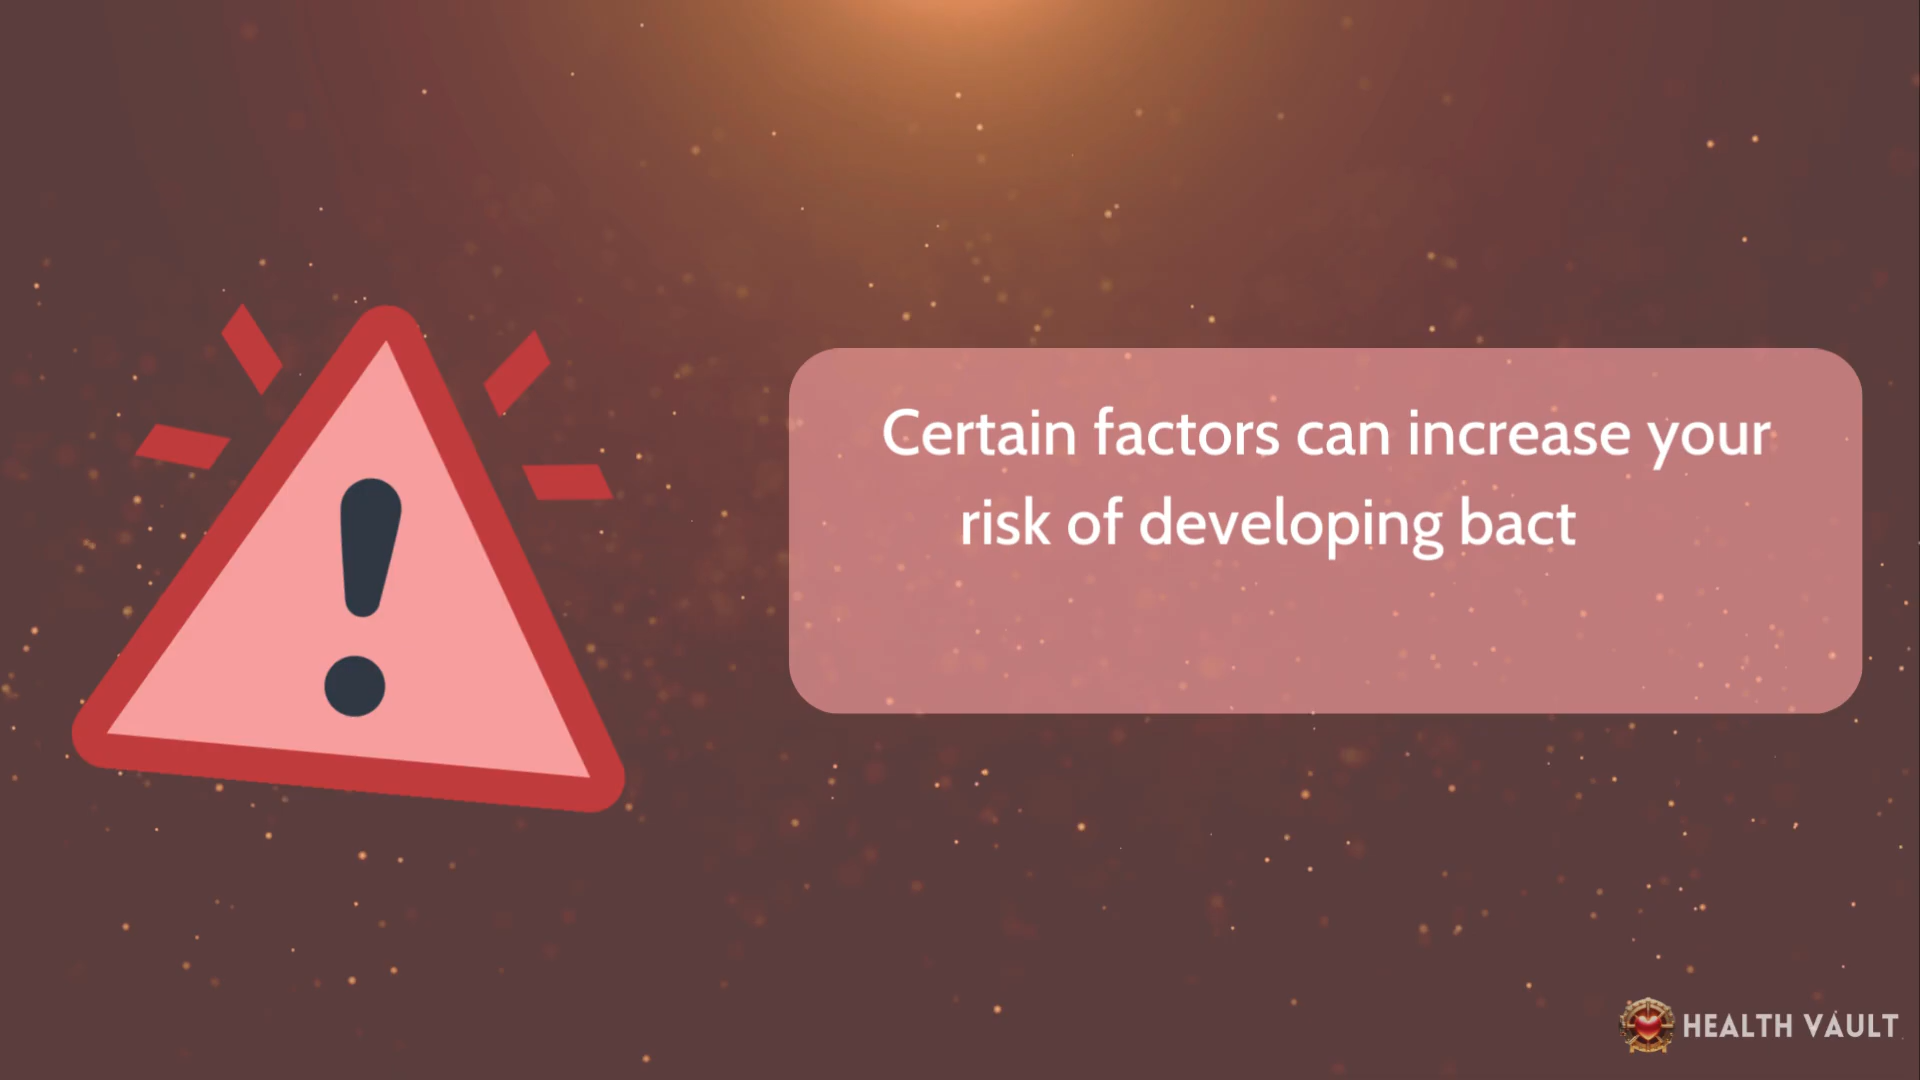 Certain factors can increase your
risk of developing bact
HEALTH VAULT